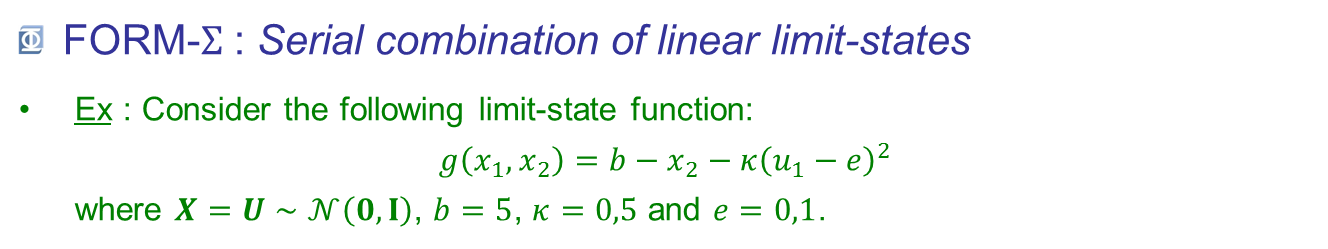 FORM-Σ : Serial combination of linear limit-states
• Ex : Consider the following limit-state function:
g(x₁, x₂) = b − x₂ − κ(u₁ − e)²
where X = U ~ 𝒩(0, I), b = 5, κ = 0,5 and e = 0,1.